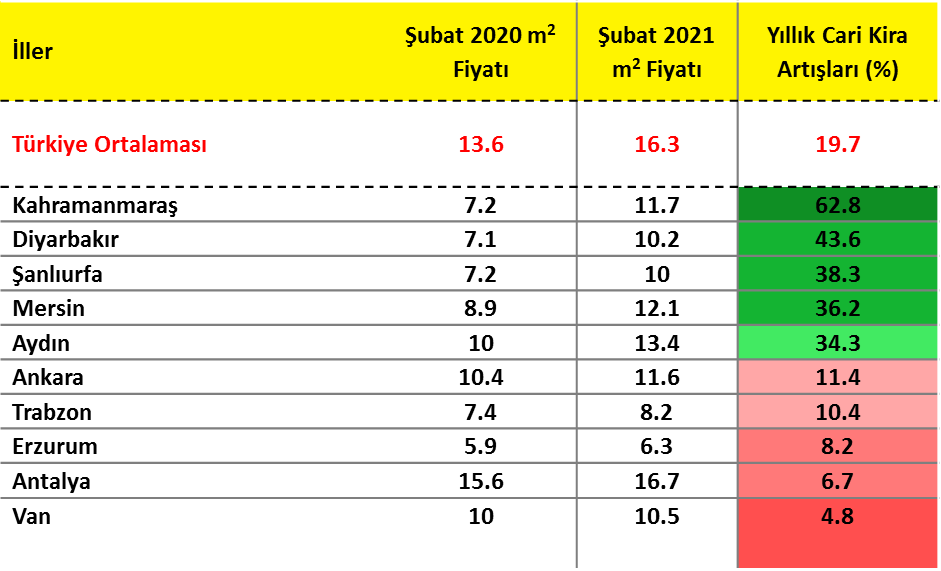 İller Şubat 2020 m² Fiyatı Şubat 2021 m² Fiyatı Yıllık Cari Kira Artışları (%)
Türkiye Ortalaması 13.6 16.3 19.7
Kahramanmaraş 7.2 11.7 62.8
Diyarbakır 7.1 10.2 43.6
Şanlıurfa 7.2 10 38.3
Mersin 8.9 12.1 36.2
Aydın 10 13.4 34.3
Ankara 10.4 11.6 11.4
Trabzon 7.4 8.2 10.4
Erzurum 5.9 6.3 8.2
Antalya 15.6 16.7 6.7
Van 10 10.5 4.8